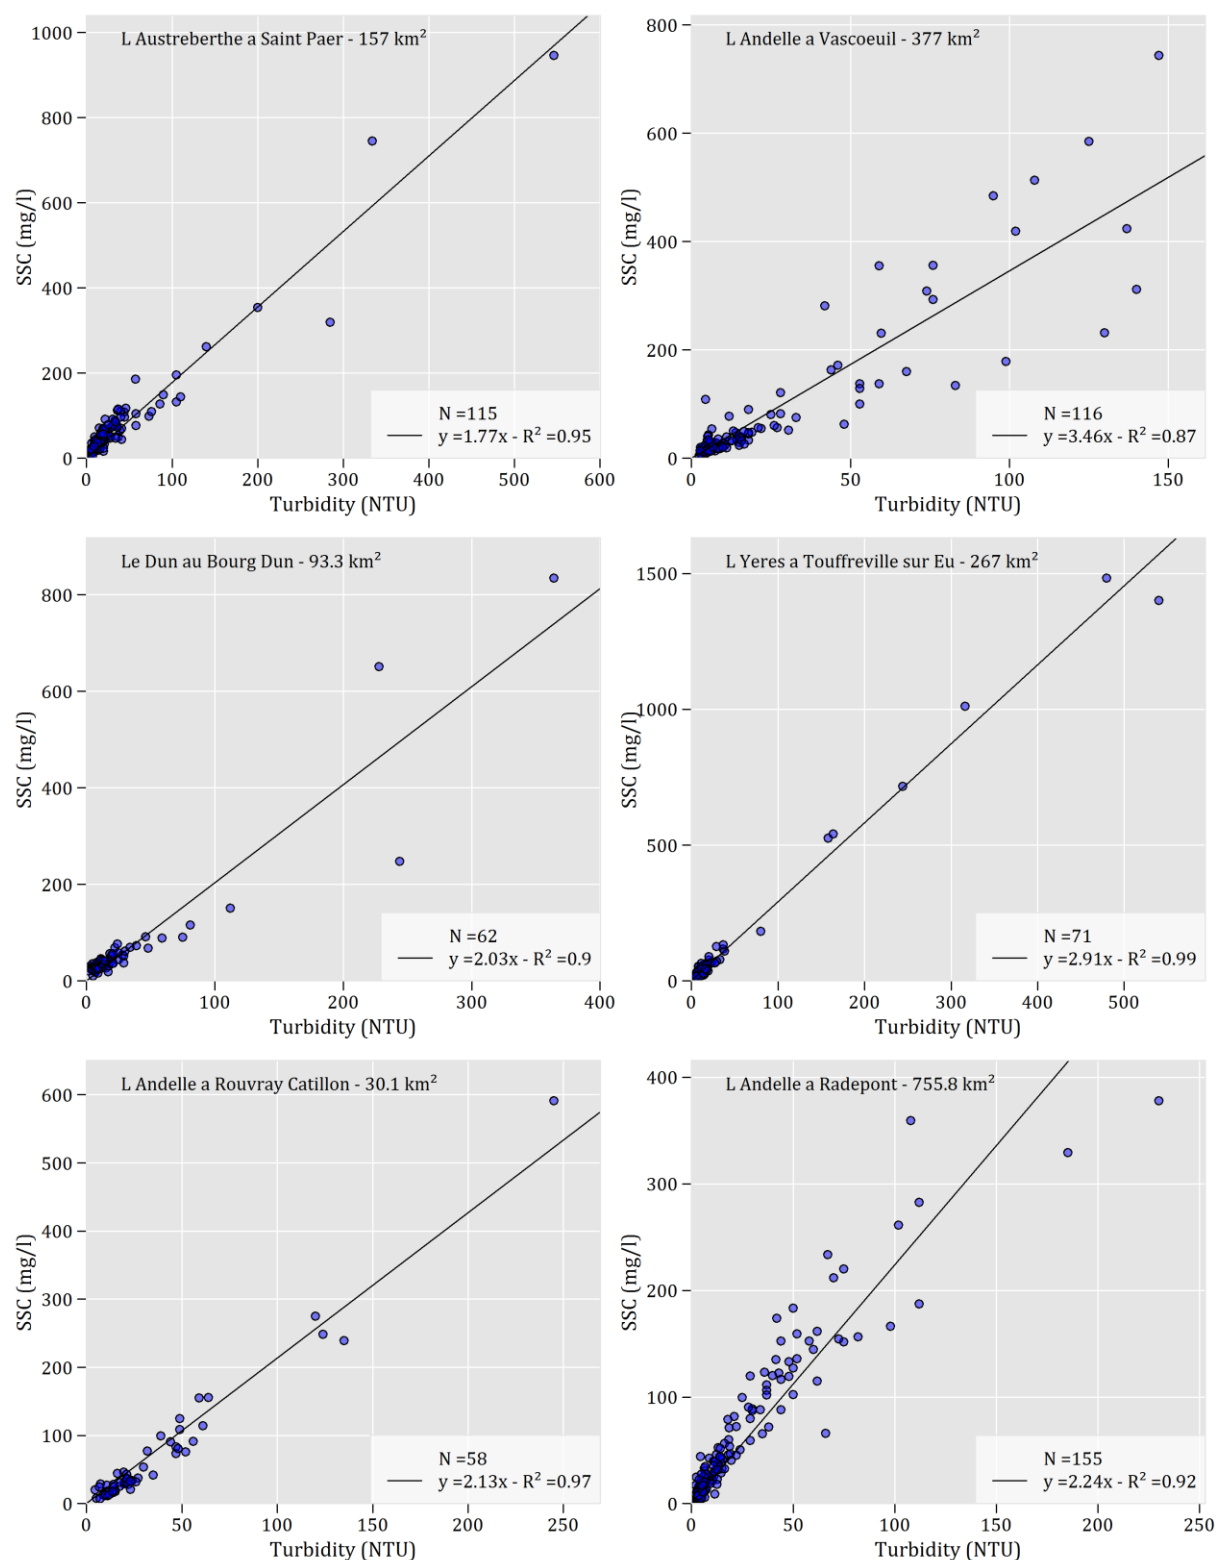 L Austreberthe a Saint Paer - 157 km²
1000
800
600
400
200
0
SSC (mg/l)
N =115
y =1.77x - R² =0.95
0 100 200 300 400 500 600
Turbidity (NTU)
L Andelle a Vascoeuil - 377 km²
800
600
400
200
0
SSC (mg/l)
N =116
y =3.46x - R² =0.87
0 50 100 150
Turbidity (NTU)
Le Dun au Bourg Dun - 93.3 km²
800
600
400
200
0
SSC (mg/l)
N =62
y =2.03x - R² =0.9
0 100 200 300 400
Turbidity (NTU)
L Yeres a Touffreville sur Eu - 267 km²
1500
1000
500
0
SSC (mg/l)
N =71
y =2.91x - R² =0.99
0 100 200 300 400 500
Turbidity (NTU)
L Andelle a Rouvray Catillon - 30.1 km²
600
500
400
300
200
100
0
SSC (mg/l)
N =58
y =2.13x - R² =0.97
0 50 100 150 200 250
Turbidity (NTU)
L Andelle a Radepont - 755.8 km²
400
300
200
100
0
SSC (mg/l)
N =155
y =2.24x - R² =0.92
0 50 100 150 200 250
Turbidity (NTU)